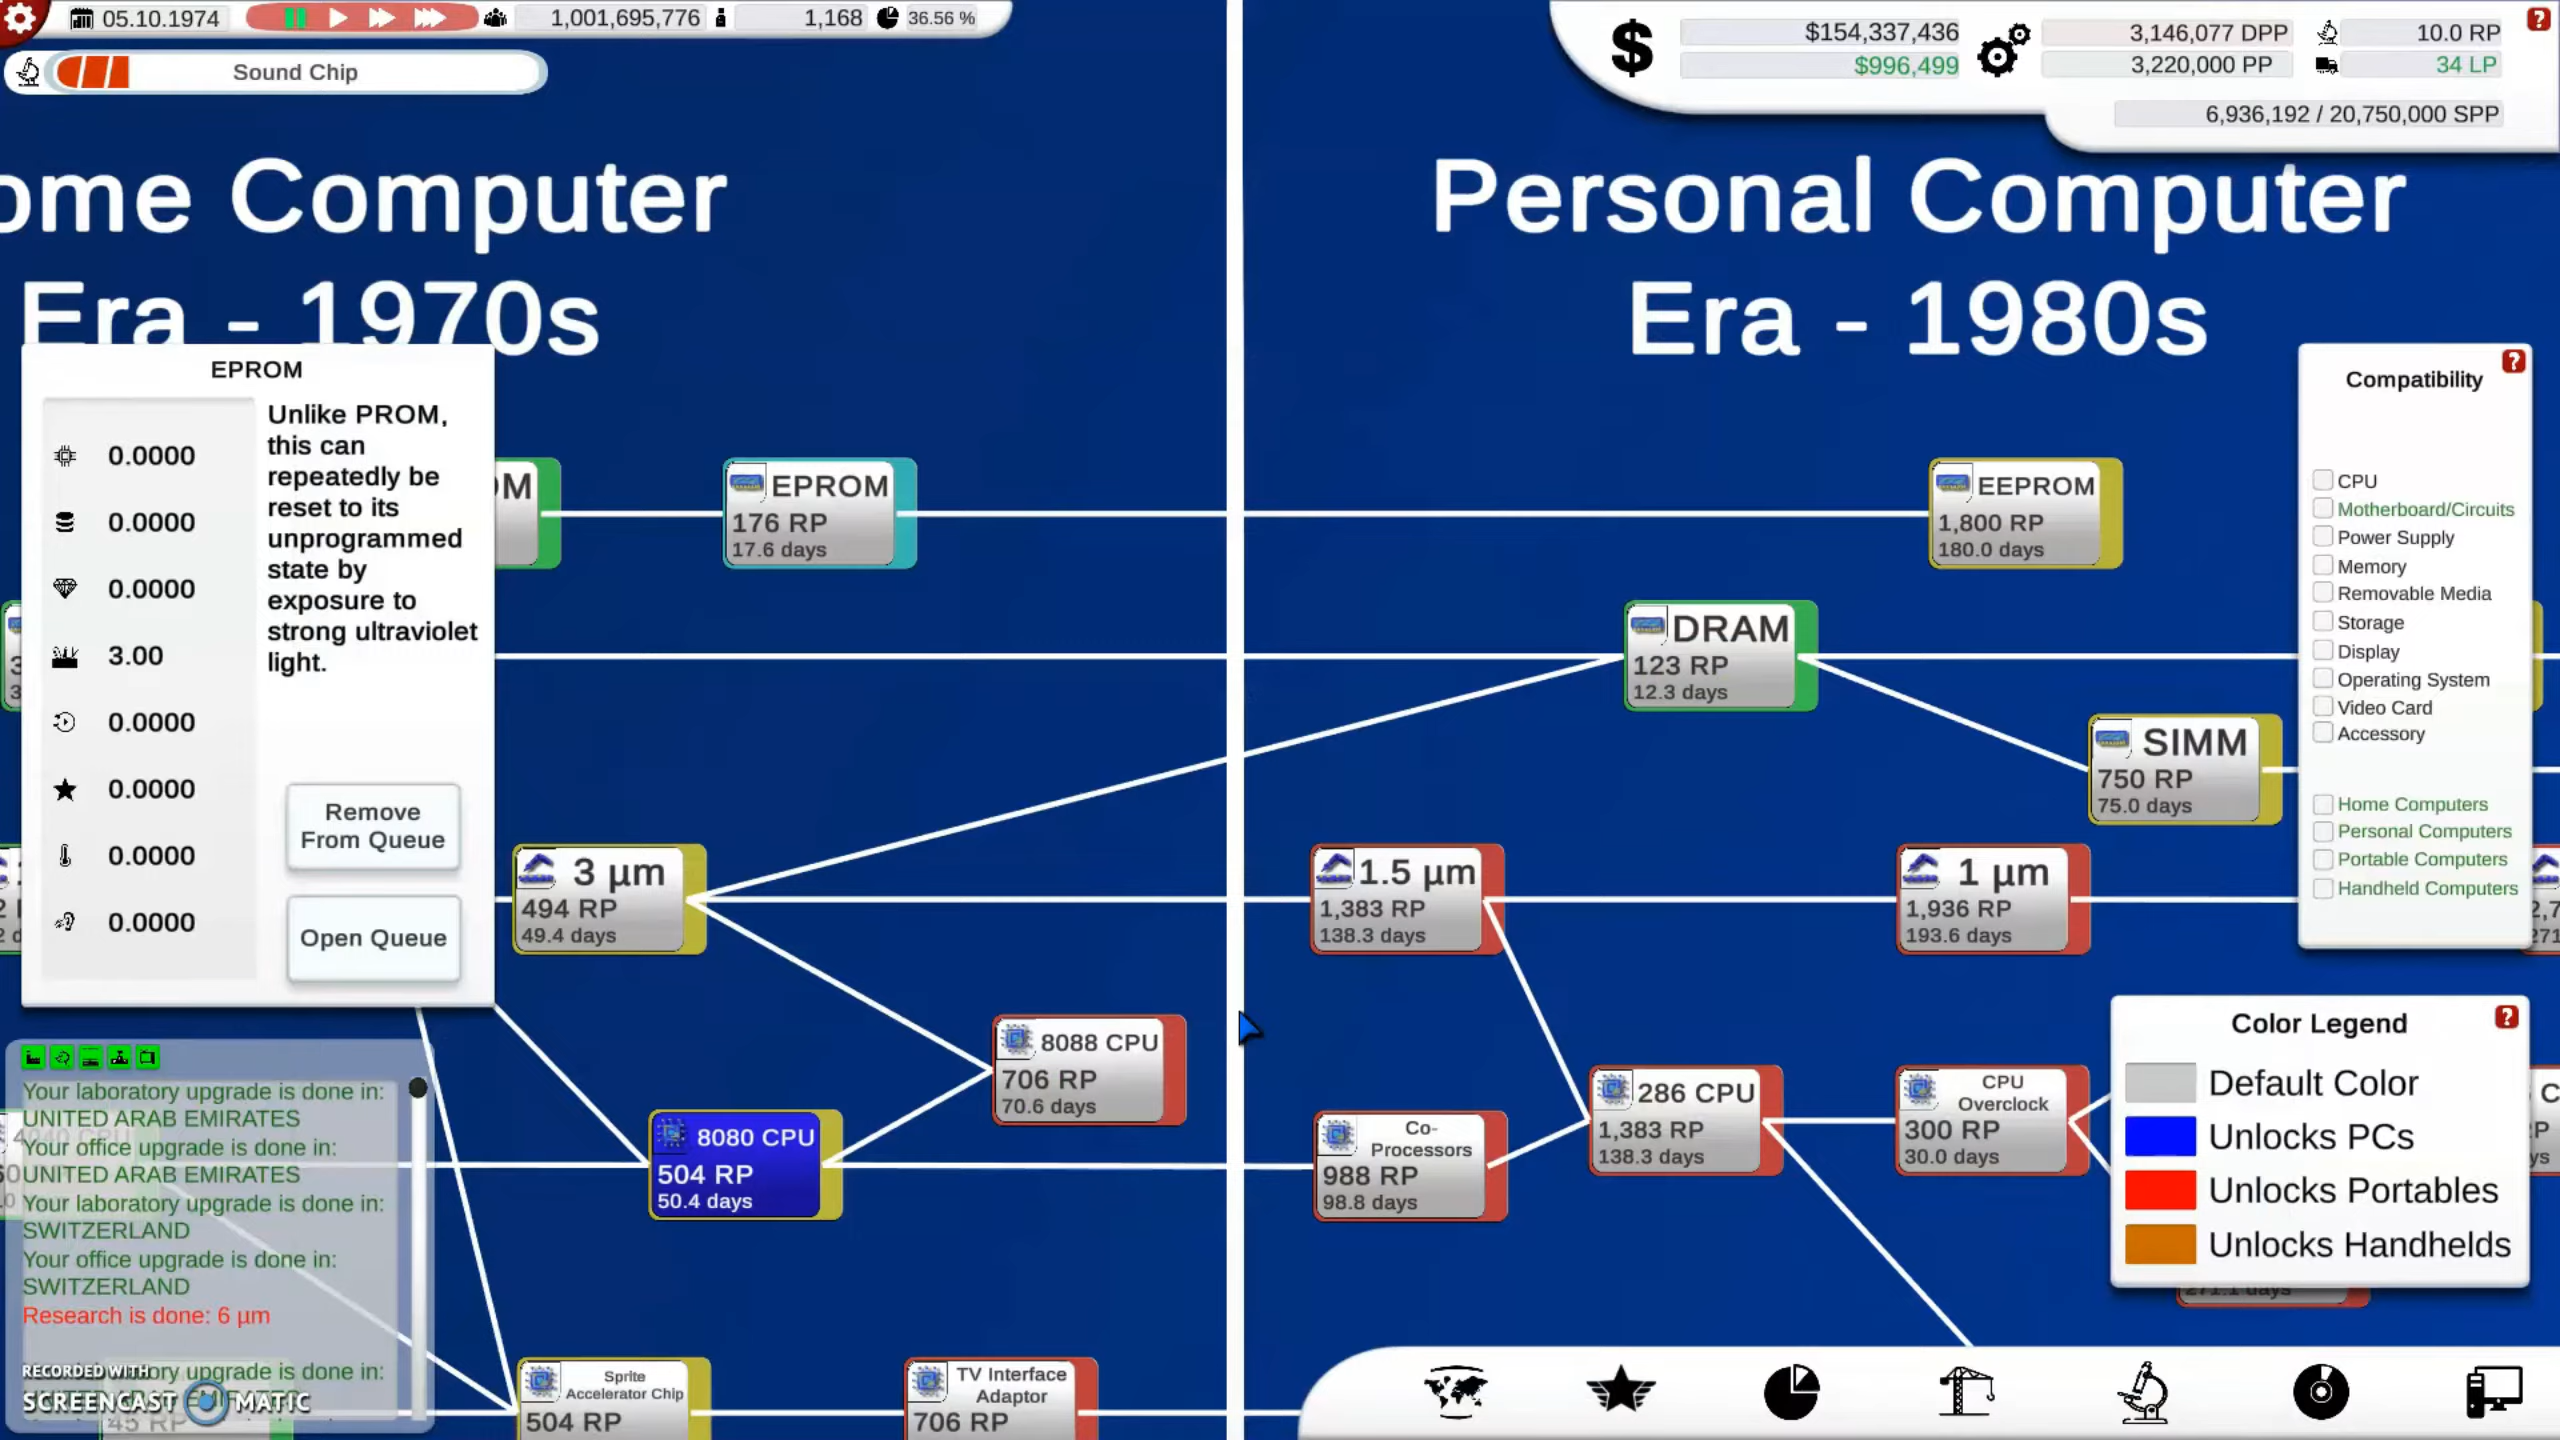 05.10.1974
1,001,695,776
1,168
36.56 %
$154,337,436
$996,499
3,146,077 DPP
3,220,000 PP
10.0 RP
34 LP
6,936,192 / 20,750,000 SPP
?
Sound Chip
ome Computer
Era - 1970s
Personal Computer
Era - 1980s
EPROM
0.0000
0.0000
0.0000
3.00
0.0000
0.0000
0.0000
0.0000
Unlike PROM,
this can
repeatedly be
reset to its
unprogrammed
state by
exposure to
strong ultraviolet
light.
Remove
From Queue
Open Queue
EPROM
176 RP
17.6 days
EEPROM
1,800 RP
180.0 days
DRAM
123 RP
12.3 days
SIMM
750 RP
75.0 days
3 µm
494 RP
49.4 days
1.5 µm
1,383 RP
138.3 days
1 µm
1,936 RP
193.6 days
8088 CPU
706 RP
70.6 days
8080 CPU
504 RP
50.4 days
Co-
Processors
988 RP
98.8 days
286 CPU
1,383 RP
138.3 days
CPU
Overclock
300 RP
30.0 days
Sprite
Accelerator Chip
504 RP
TV Interface
Adaptor
706 RP
Compatibility
?
CPU
Motherboard/Circuits
Power Supply
Memory
Removable Media
Storage
Display
Operating System
Video Card
Accessory
Home Computers
Personal Computers
Portable Computers
Handheld Computers
Color Legend
?
Default Color
Unlocks PCs
Unlocks Portables
Unlocks Handhelds
Your laboratory upgrade is done in:
UNITED ARAB EMIRATES
Your office upgrade is done in:
UNITED ARAB EMIRATES
Your laboratory upgrade is done in:
SWITZERLAND
Your office upgrade is done in:
SWITZERLAND
Research is done: 6 µm
upgrade is done in:
RECORDED WITH
SCREENCAST MATIC
45 RP